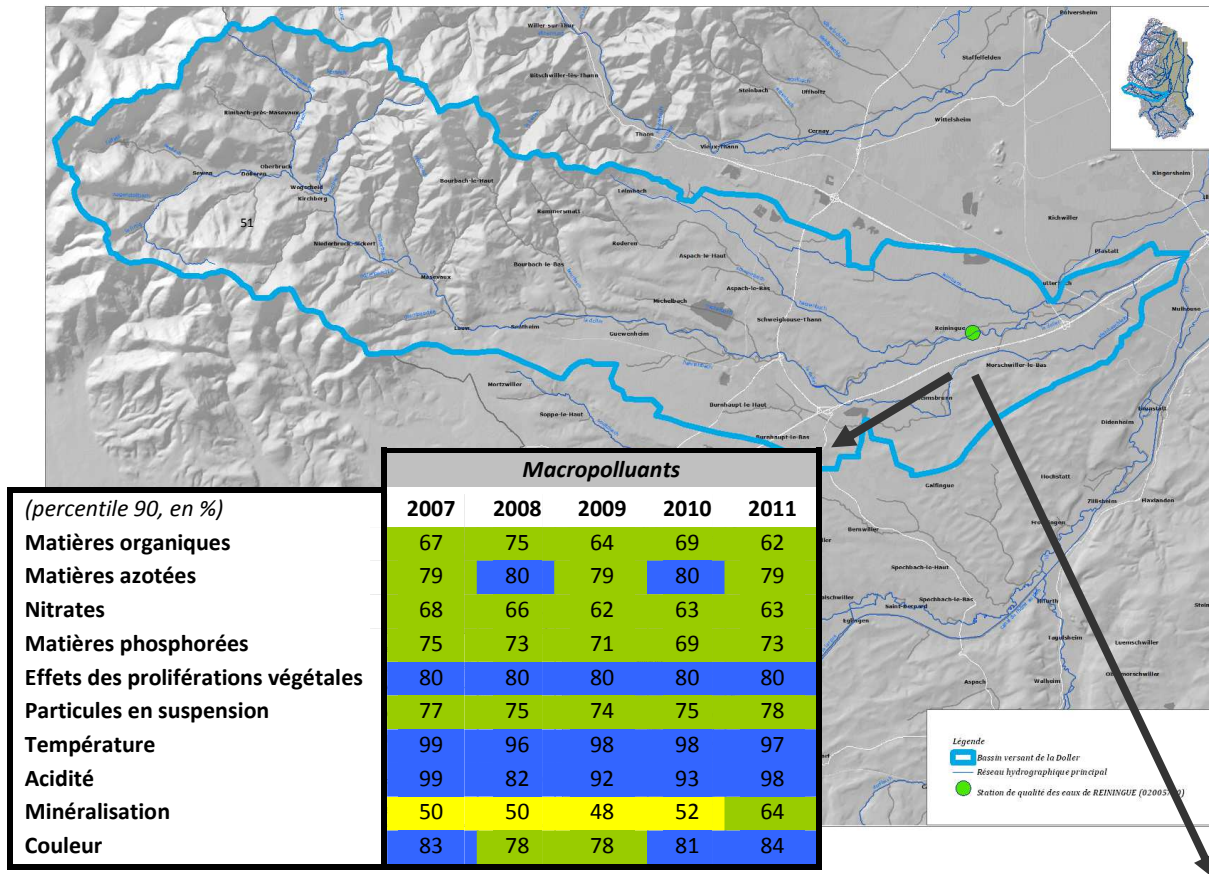 Willer sur Thur
Bitschwiller-lès-Thann
Staffelfelden
Steinbach
Uffholtz
Wittelsheim
Cernay
Thann
Vieux-Thann
Kingersheim
Rimbach-près-Masevaux
Oberbruck
Sewen
Dolleren
Wegscheid
Kirchberg
51
Niederbruck
Sickert
Masevaux
Bourbach-le-Haut
Leimbach
Rammersmatt
Roderen
Bourbach-le-Bas
Aspach-le-Haut
Aspach-le-Bas
Michelbach
Schweighouse-Thann
Richwiller
Pfastatt
Reiningue
Mulhouse
Lauw
Sentheim
Guewenheim
Morschwiller-le-Bas
Mortzwiller
Soppe-le-Haut
Burnhaupt-le-Haut
Burnhaupt-le-Bas
Didenheim
Galfingue
Hochstatt
Zillisheim
Flaxlanden
Bernwiller
Spechbach-le-Haut
Spechbach-le-Bas
Saint-Bernard
Eglingen
Illfurth
Tagolsheim
Luemschwiller
Aspach
Walheim
Macropolluants
(percentile 90, en %) 2007 2008 2009 2010 2011
Matières organiques 67 75 64 69 62
Matières azotées 79 80 79 80 79
Nitrates 68 66 62 63 63
Matières phosphorées 75 73 71 69 73
Effets des proliférations végétales 80 80 80 80 80
Particules en suspension 77 75 74 75 78
Température 99 96 98 98 97
Acidité 99 82 92 93 98
Minéralisation 50 50 48 52 64
Couleur 83 78 78 81 84
Légende
Bassin versant de la Doller
Réseau hydrographique principal
Station de qualité des eaux de REININGUE